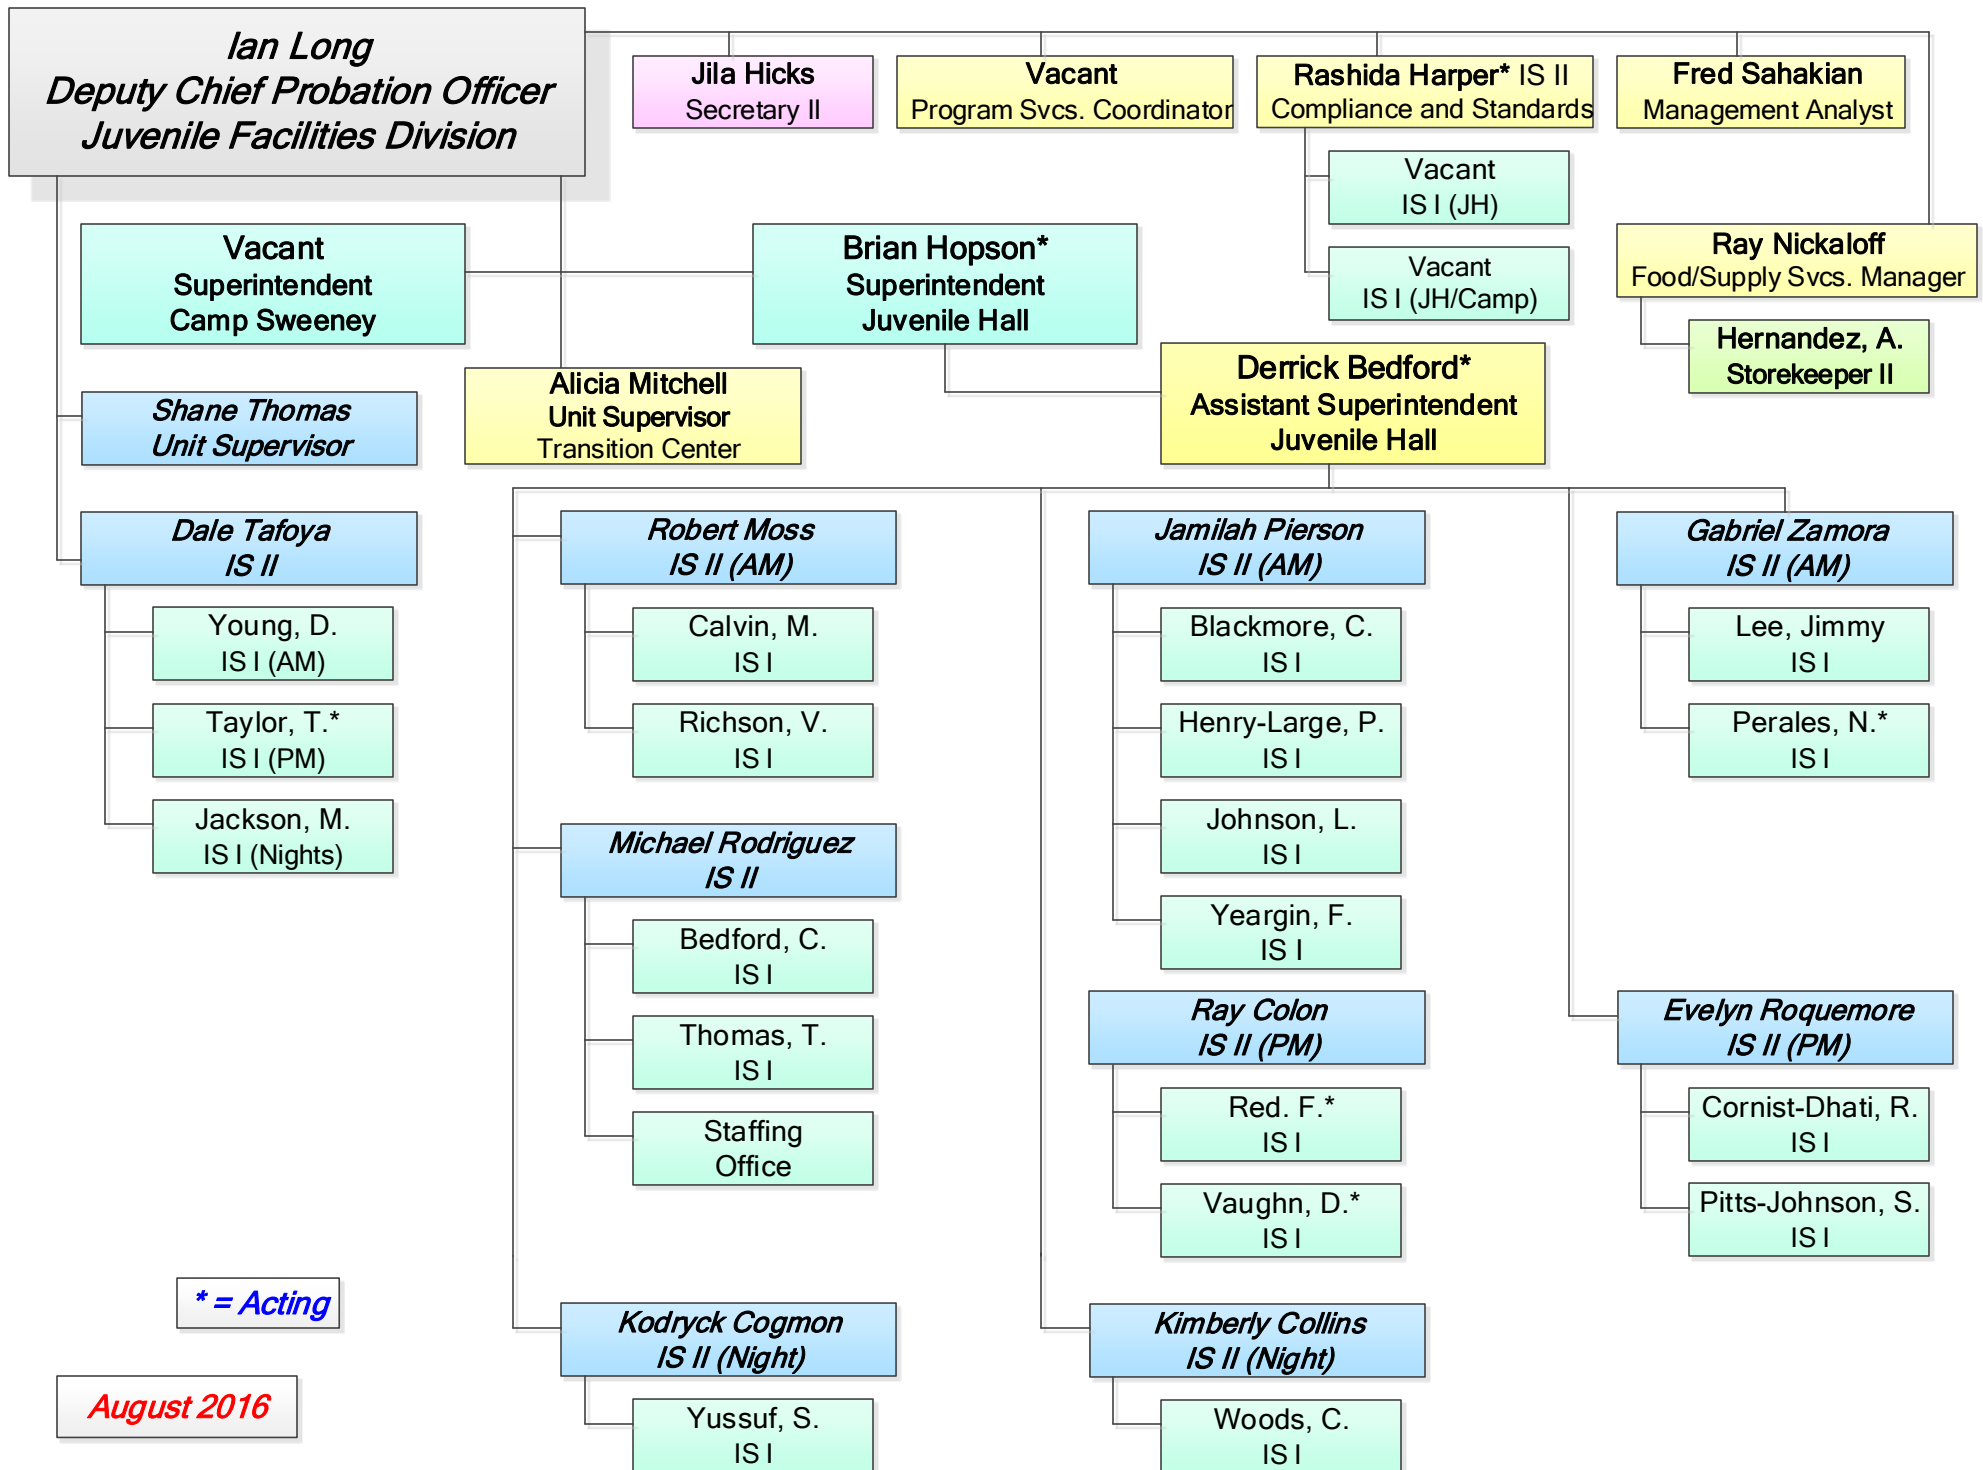 Ian Long
Deputy Chief Probation Officer
Juvenile Facilities Division
Jila Hicks
Secretary II
Vacant
Program Svcs. Coordinator
Rashida Harper* IS II
Compliance and Standards
Fred Sahakian
Management Analyst
Vacant
IS I (JH)
Vacant
IS I (JH/Camp)
Ray Nickaloff
Food/Supply Svcs. Manager
Hernandez, A.
Storekeeper II
Vacant
Superintendent
Camp Sweeney
Brian Hopson*
Superintendent
Juvenile Hall
Shane Thomas
Unit Supervisor
Alicia Mitchell
Unit Supervisor
Transition Center
Derrick Bedford*
Assistant Superintendent
Juvenile Hall
Dale Tafoya
IS II
Young, D.
IS I (AM)
Taylor, T.*
IS I (PM)
Jackson, M.
IS I (Nights)
Robert Moss
IS II (AM)
Calvin, M.
IS I
Richson, V.
IS I
Michael Rodriguez
IS II
Bedford, C.
IS I
Thomas, T.
IS I
Staffing
Office
Kodryck Cogmon
IS II (Night)
Yussuf, S.
IS I
Jamilah Pierson
IS II (AM)
Blackmore, C.
IS I
Henry-Large, P.
IS I
Johnson, L.
IS I
Yeargin, F.
IS I
Ray Colon
IS II (PM)
Red. F.*
IS I
Vaughn, D.*
IS I
Kimberly Collins
IS II (Night)
Woods, C.
IS I
Gabriel Zamora
IS II (AM)
Lee, Jimmy
IS I
Perales, N.*
IS I
Evelyn Roquemore
IS II (PM)
Cornist-Dhati, R.
IS I
Pitts-Johnson, S.
IS I
* = Acting
August 2016